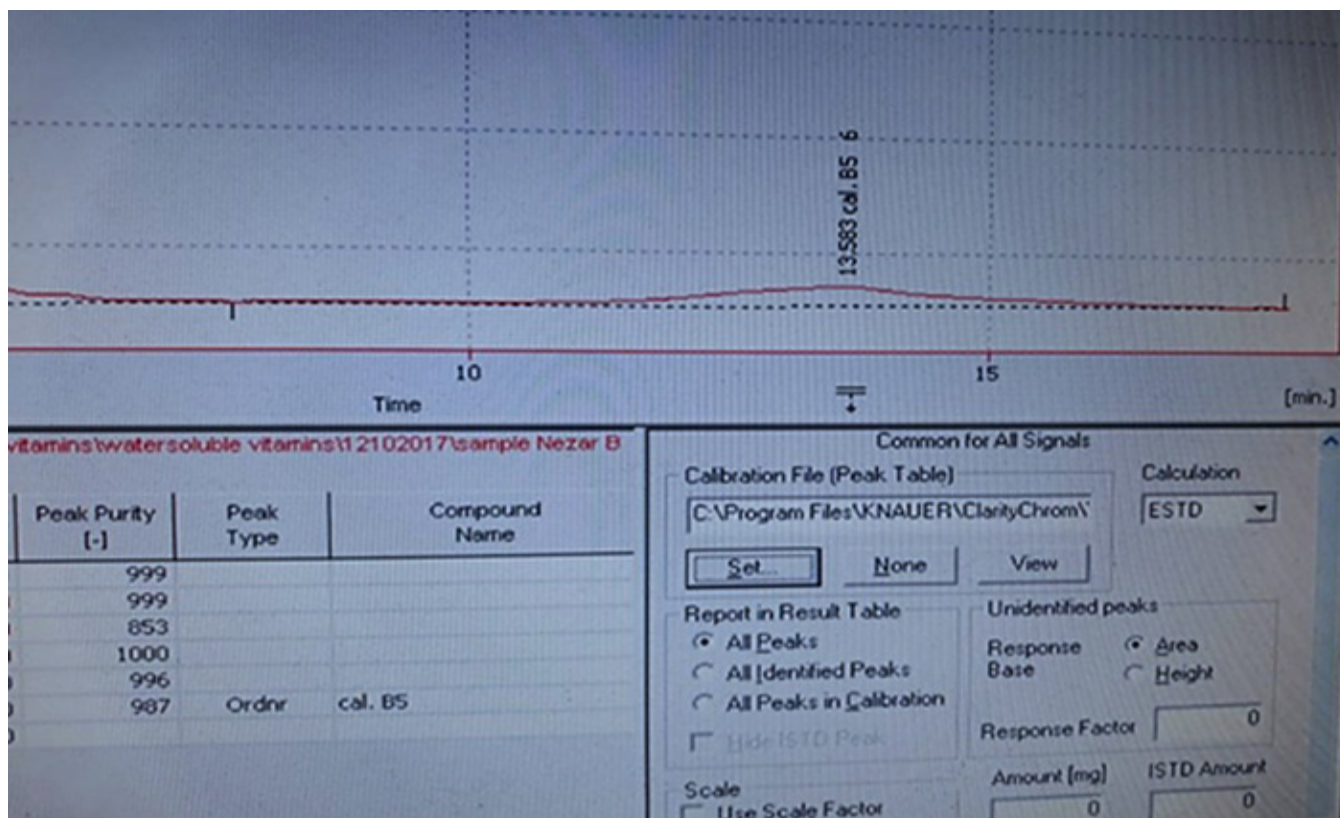 13.583 cal. B5 6
10
15
Time
[min.]
vitamins\watersoluble vitamins\12102017\sample Nezar B
Peak Purity
[-]
Peak
Type
Compound
Name
999
999
853
1000
996
987 Ordnr cal. B5
Common for All Signals
Calibration File (Peak Table)
C:\Program Files\KNAUER\ClarityChrom\
Set...
None
View
Calculation
ESTD
Report in Result Table
All Peaks
All Identified Peaks
All Peaks in Calibration
Hide ISTD Peak
Unidentified peaks
Response
Base
Area
Height
Response Factor
0
Scale
Use Scale Factor
Amount [mg]
0
ISTD Amount
0